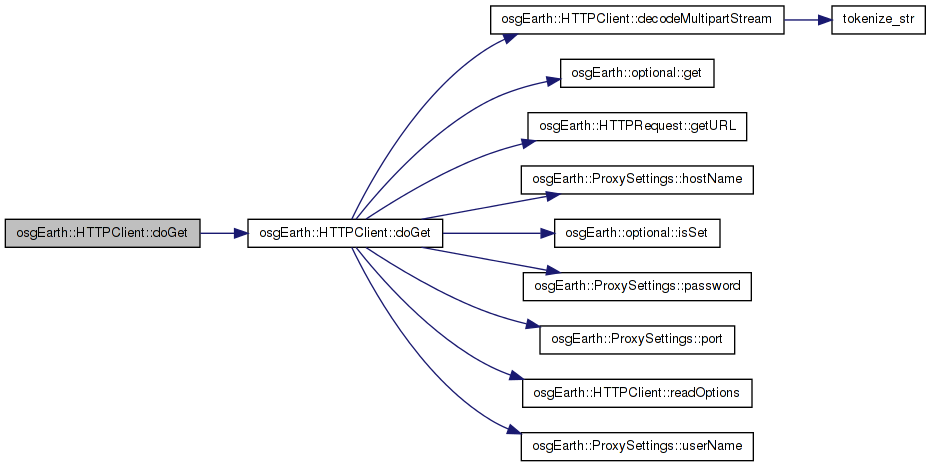 osgEarth::HTTPClient::doGet
osgEarth::HTTPClient::doGet
osgEarth::HTTPClient::decodeMultipartStream
tokenize_str
osgEarth::optional::get
osgEarth::HTTPRequest::getURL
osgEarth::ProxySettings::hostName
osgEarth::optional::isSet
osgEarth::ProxySettings::password
osgEarth::ProxySettings::port
osgEarth::HTTPClient::readOptions
osgEarth::ProxySettings::userName